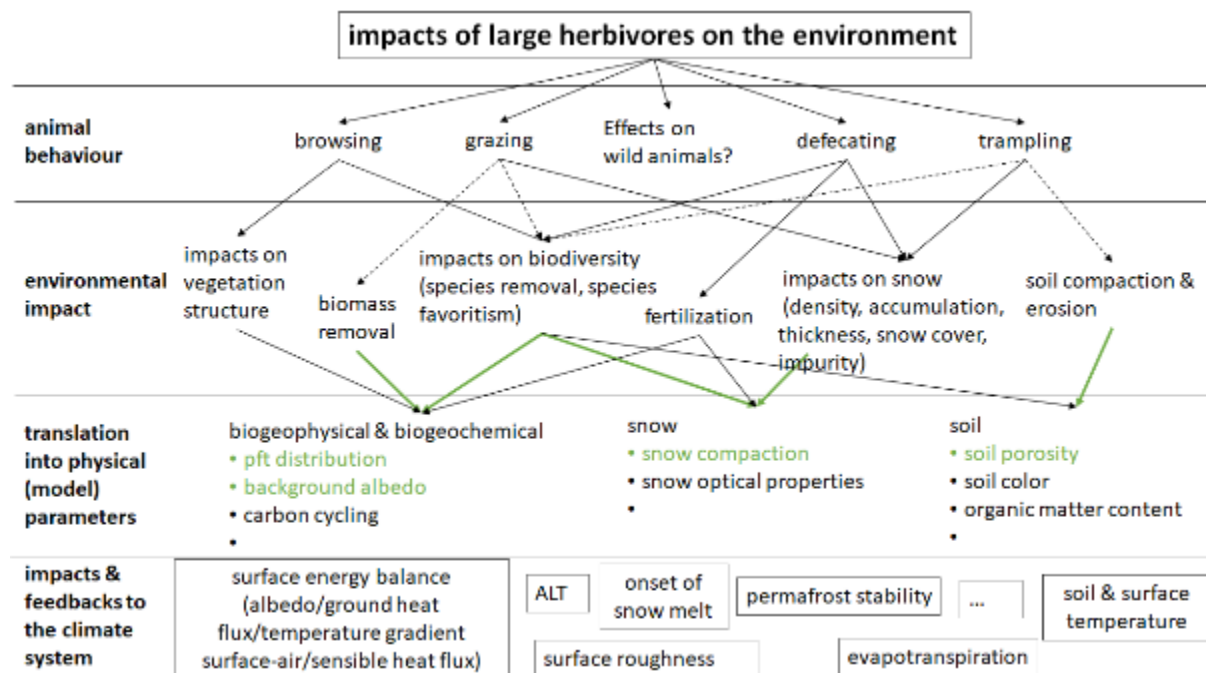 impacts of large herbivores on the environment
animal
behaviour
browsing
grazing
Effects on
wild animals?
defecating
trampling
environmental
impact
impacts on
vegetation
structure
biomass
removal
impacts on biodiversity
(species removal, species
favoritism)
fertilization
impacts on snow
(density, accumulation,
thickness, snow cover,
impurity)
soil compaction &
erosion
translation
into physical
(model)
parameters
biogeophysical & biogeochemical
• pft distribution
• background albedo
• carbon cycling
•
snow
• snow compaction
• snow optical properties
•
soil
• soil porosity
• soil color
• organic matter content
•
impacts &
feedbacks to
the climate
system
surface energy balance
(albedo/ground heat
flux/temperature gradient
surface-air/sensible heat flux)
ALT
onset of
snow melt
permafrost stability
...
soil & surface
temperature
surface roughness
evapotranspiration